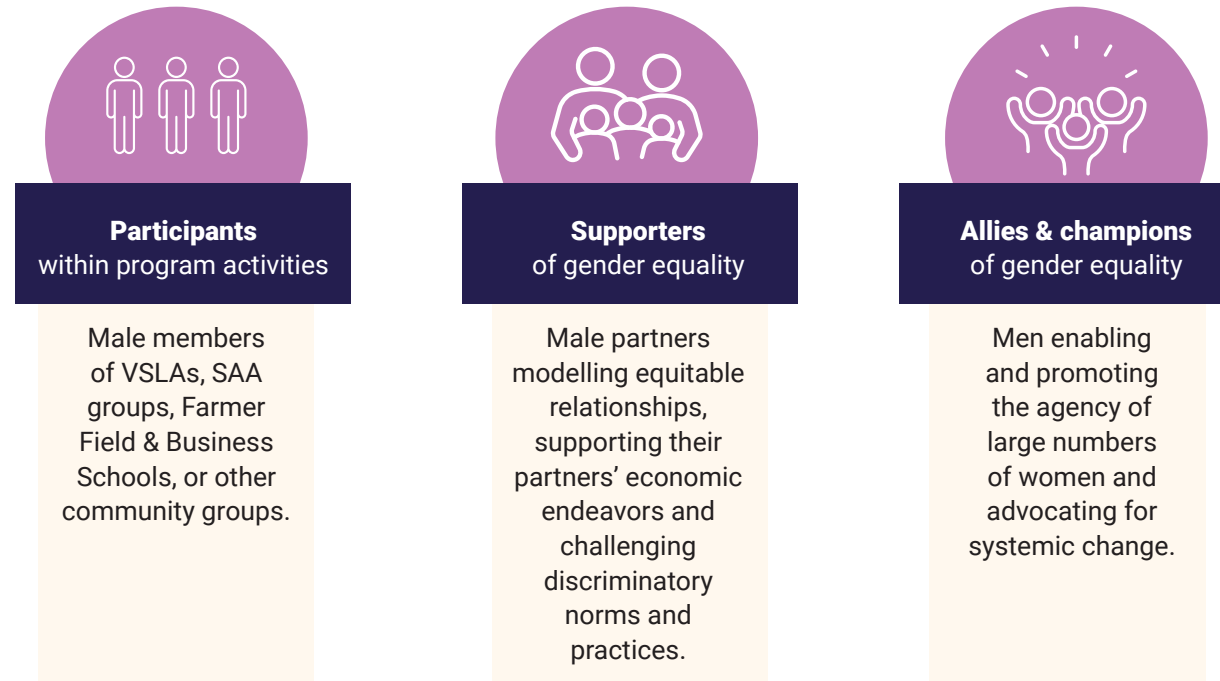 Participants
within program activities
Male members
of VSLAs, SAA
groups, Farmer
Field & Business
Schools, or other
community groups.
Supporters
of gender equality
Male partners
modelling equitable
relationships,
supporting their
partners’ economic
endeavors and
challenging
discriminatory
norms and
practices.
Allies & champions
of gender equality
Men enabling
and promoting
the agency of
large numbers
of women and
advocating for
systemic change.